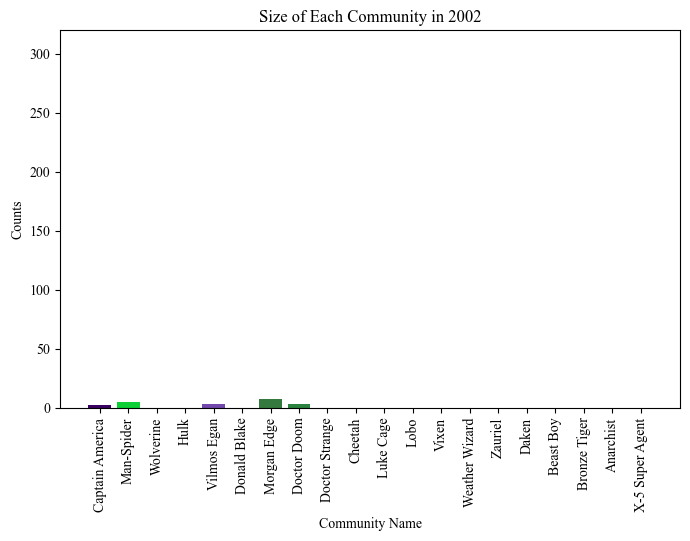 Size of Each Community in 2002
300
250
200
150
100
50
0
Counts
Captain America
Man-Spider
Wolverine
Hulk
Vilmos Egan
Donald Blake
Morgan Edge
Doctor Doom
Doctor Strange
Cheetah
Luke Cage
Lobo
Vixen
Weather Wizard
Zauriel
Daken
Beast Boy
Bronze Tiger
Anarchist
X-5 Super Agent
Community Name